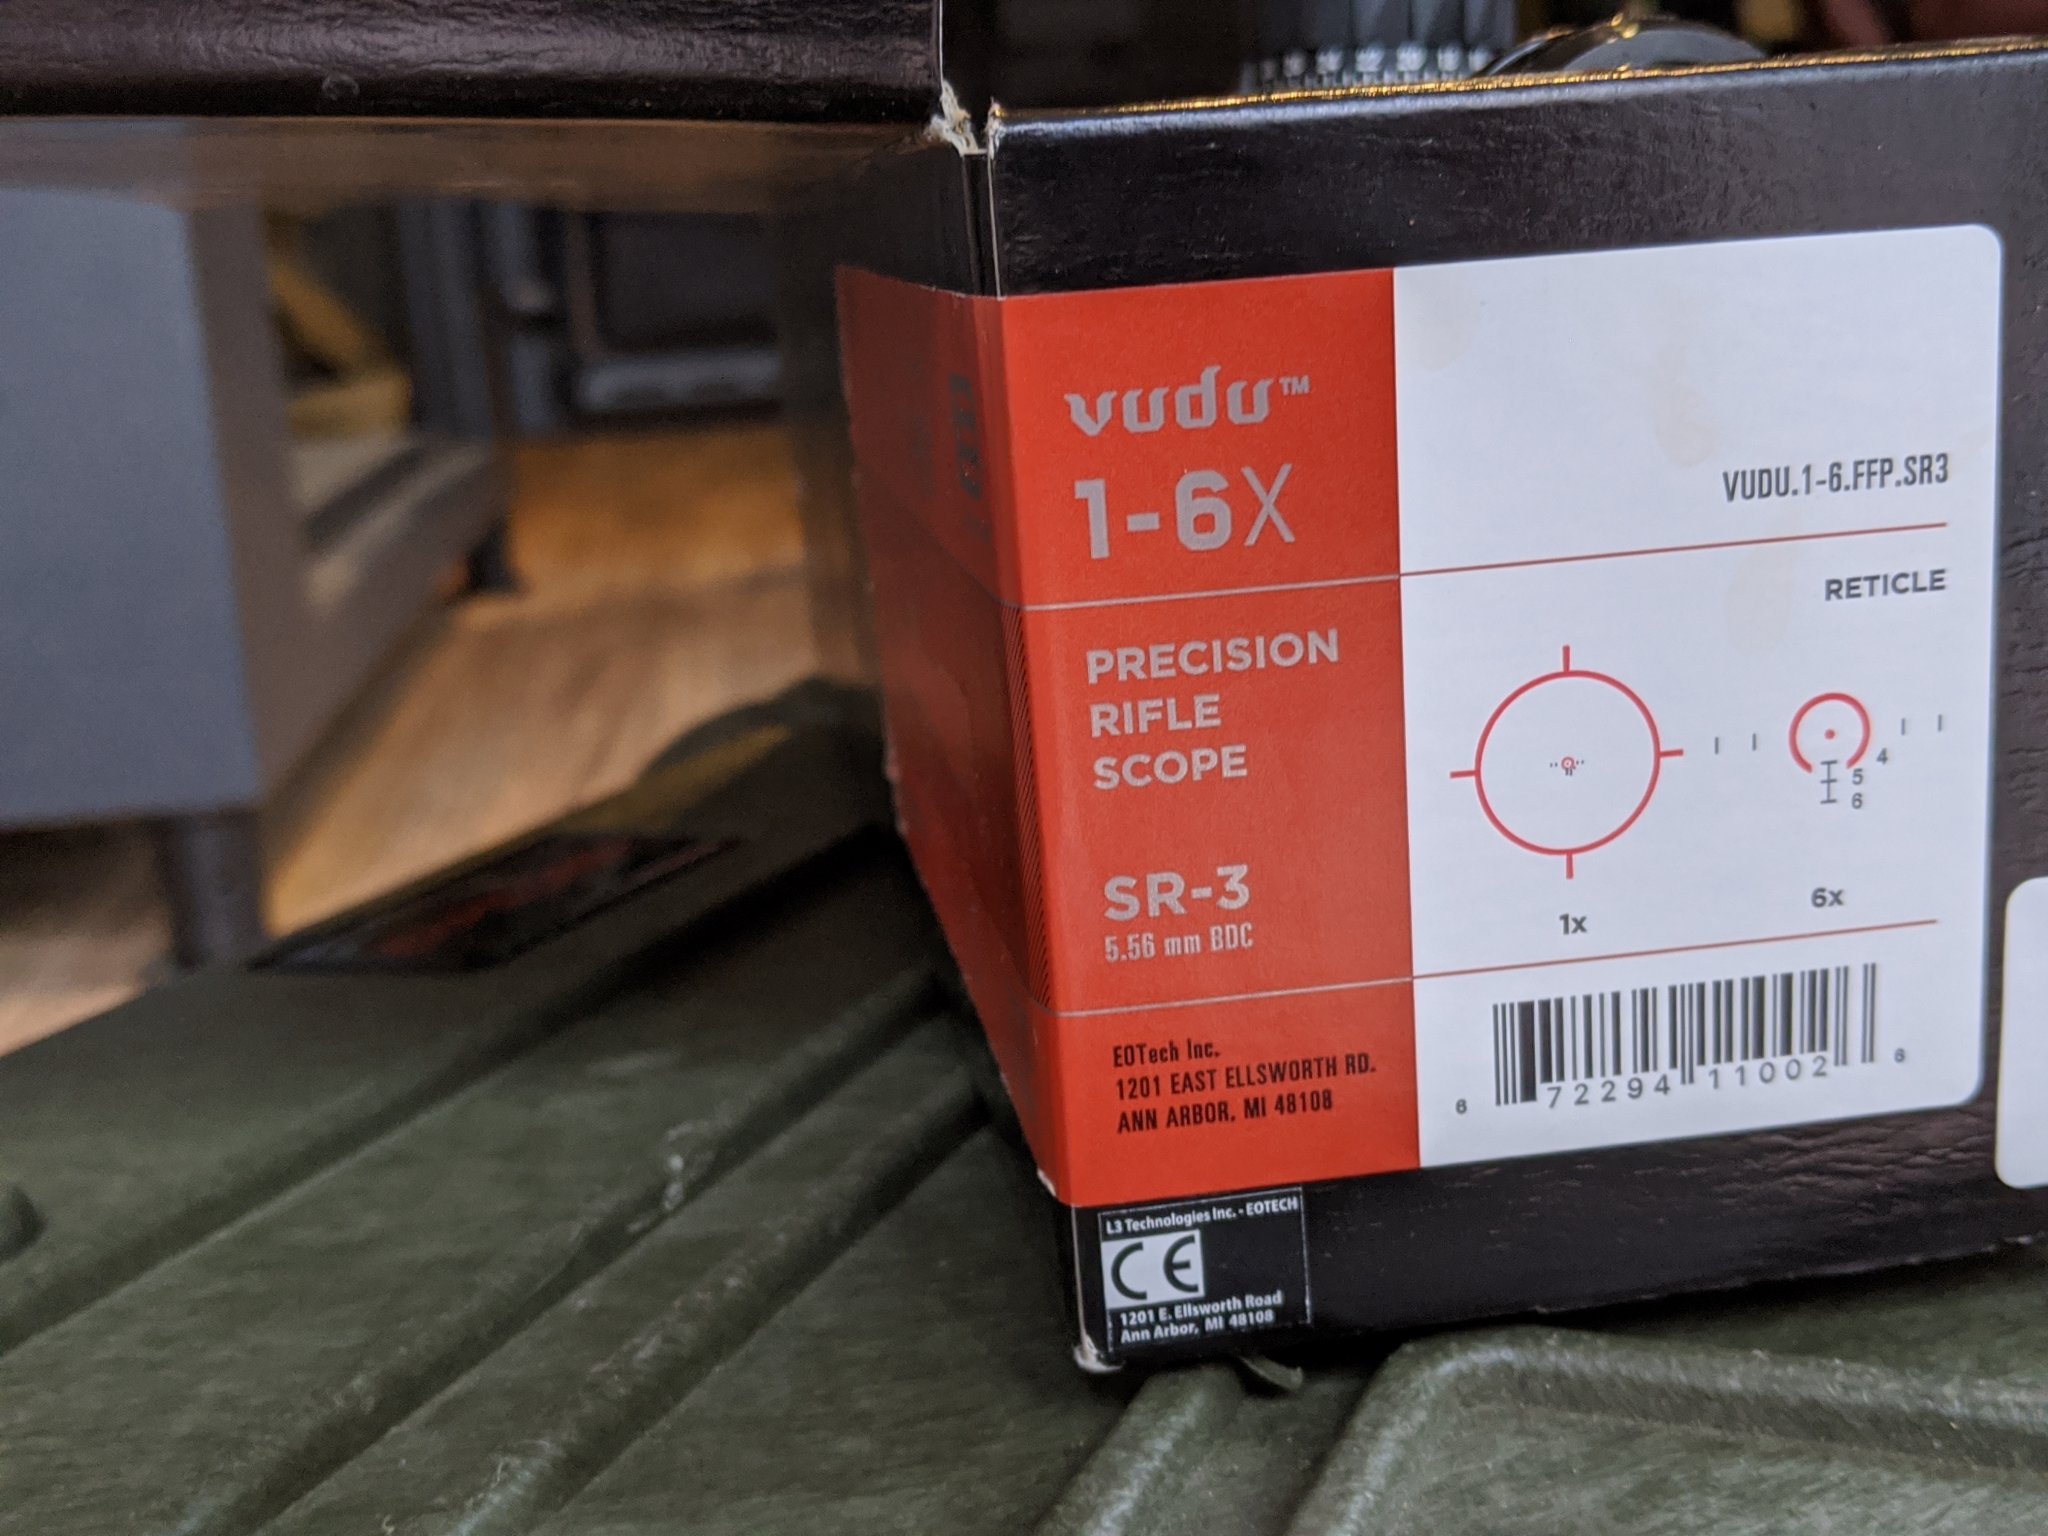 vudu™
1-6X
PRECISION
RIFLE
SCOPE
SR-3
5.56 mm BDC
EOTech Inc.
1201 EAST ELLSWORTH RD.
ANN ARBOR, MI 48108
VUDU.1-6.FFP.SR3
RETICLE
4
5
6
1x
6x
6 72294 11002 6
L3 Technologies Inc. - EOTECH
CE
1201 E. Ellsworth Road
Ann Arbor, MI 48108